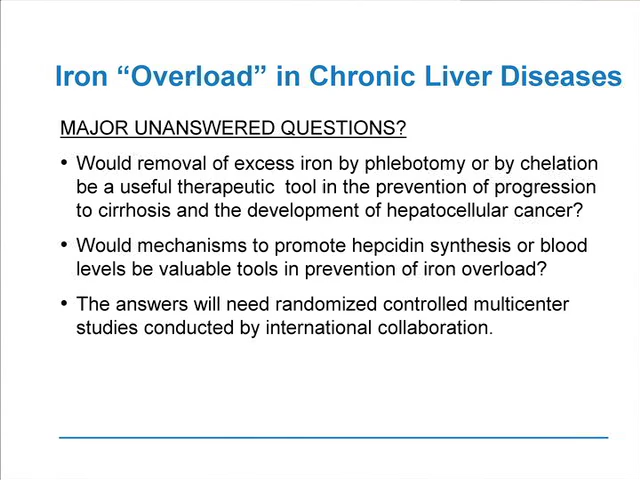 Iron “Overload” in Chronic Liver Diseases
MAJOR UNANSWERED QUESTIONS?
• Would removal of excess iron by phlebotomy or by chelation
be a useful therapeutic tool in the prevention of progression
to cirrhosis and the development of hepatocellular cancer?
• Would mechanisms to promote hepcidin synthesis or blood
levels be valuable tools in prevention of iron overload?
• The answers will need randomized controlled multicenter
studies conducted by international collaboration.